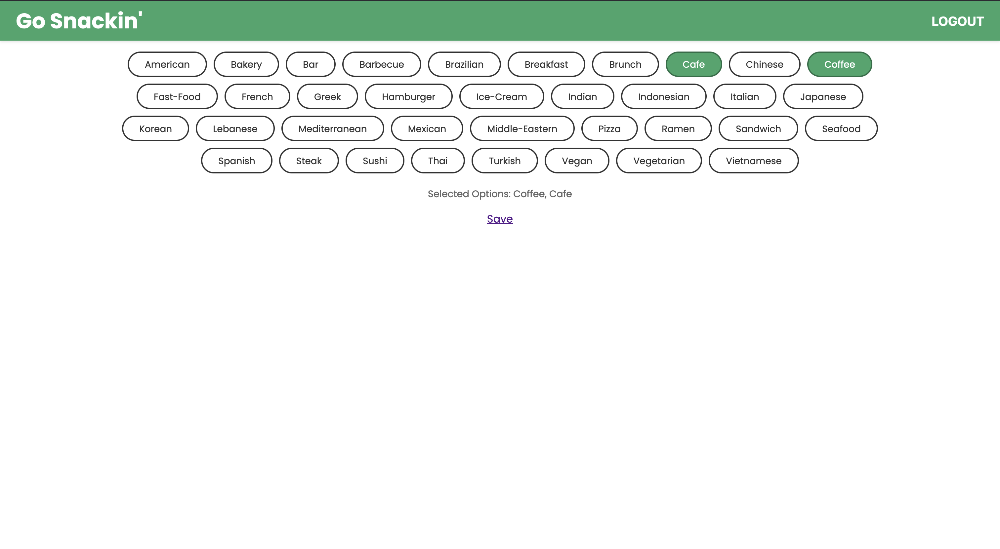 Go Snackin' LOGOUT
American Bakery Bar Barbecue Brazilian Breakfast Brunch Cafe Chinese Coffee
Fast-Food French Greek Hamburger Ice-Cream Indian Indonesian Italian Japanese
Korean Lebanese Mediterranean Mexican Middle-Eastern Pizza Ramen Sandwich Seafood
Spanish Steak Sushi Thai Turkish Vegan Vegetarian Vietnamese
Selected Options: Coffee, Cafe
Save